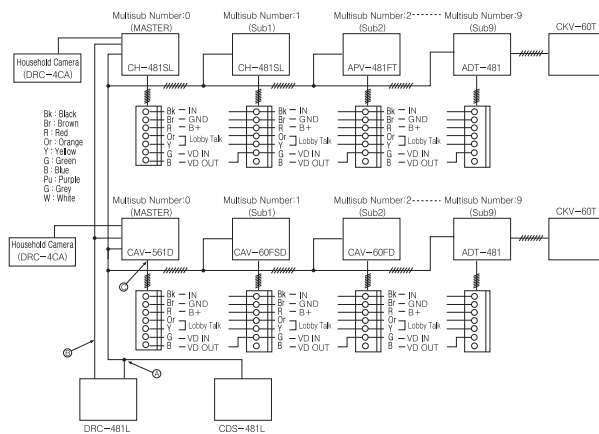 Multisub Number:0 Multisub Number:1 Multisub Number:2 Multisub Number:9 CKV-60T
(MASTER) (Sub1) (Sub2) (Sub9)
Household Camera
(DRC-4CA)
CH-481SL CH-481SL APV-481FT ADT-481
Bk : Black
Br : Brown
R : Red
Or : Orange
Y : Yellow
G : Green
B : Blue
Pu : Purple
G : Grey
W : White
Bk - IN Bk - IN Bk - IN
Br - GND Br - GND Br - GND
R - B+ R - B+ R - B+
Or Or Or
Y Lobby Talk Y Lobby Talk Y Lobby Talk
G - VD IN G - VD IN G - VD IN
B - VD OUT B - VD OUT B - VD OUT
Multisub Number:0 Multisub Number:1 Multisub Number:2 Multisub Number:9 CKV-60T
(MASTER) (Sub1) (Sub2) (Sub9)
Household Camera
(DRC-4CA)
CAV-561D CAV-60FSD CAV-60FD ADT-481
C
Bk - IN Bk - IN Bk - IN
Br - GND Br - GND Br - GND
R - B+ R - B+ R - B+
Or Or Or
Y Lobby Talk Y Lobby Talk Y Lobby Talk
G - VD IN G - VD IN G - VD IN
B - VD OUT B - VD OUT B - VD OUT
B
A
DRC-481L CDS-481L